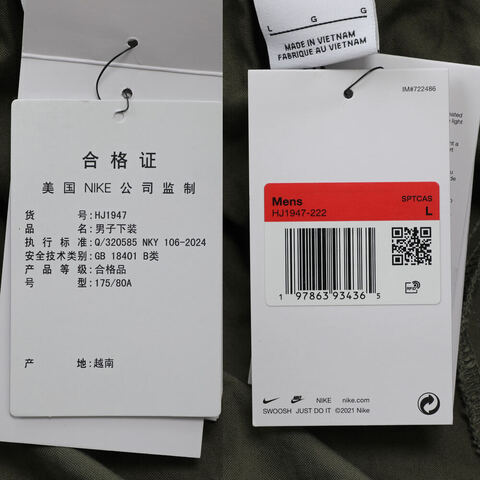 合格证
美国 NIKE 公司监制
货号:HJ1947
品名:男子下装
执行标准:Q/320585 NKY 106-2024
安全技术类别:GB 18401 B类
产品等级:合格品
号型:175/80A
产地:越南
L G G
MADE IN VIETNAM
FABRIQUÉ AU VIETNAM
IM#722486
light
Mens SPTCAS
HJ1947-222 L
1 97863 93436 5
RFID
NIKE nike.com
SWOOSH JUST DO IT ©2021 Nike